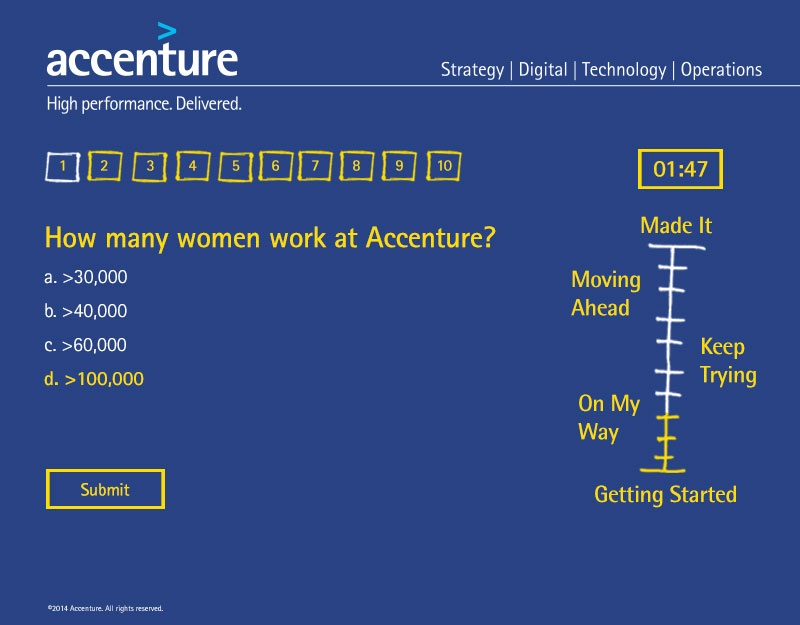 accenture
Strategy | Digital | Technology | Operations
High performance. Delivered.
1 2 3 4 5 6 7 8 9 10
01:47
Made It
How many women work at Accenture?
a. >30,000
b. >40,000
c. >60,000
d. >100,000
Moving
Ahead
Keep
Trying
On My
Way
Submit
Getting Started
©2014 Accenture. All rights reserved.